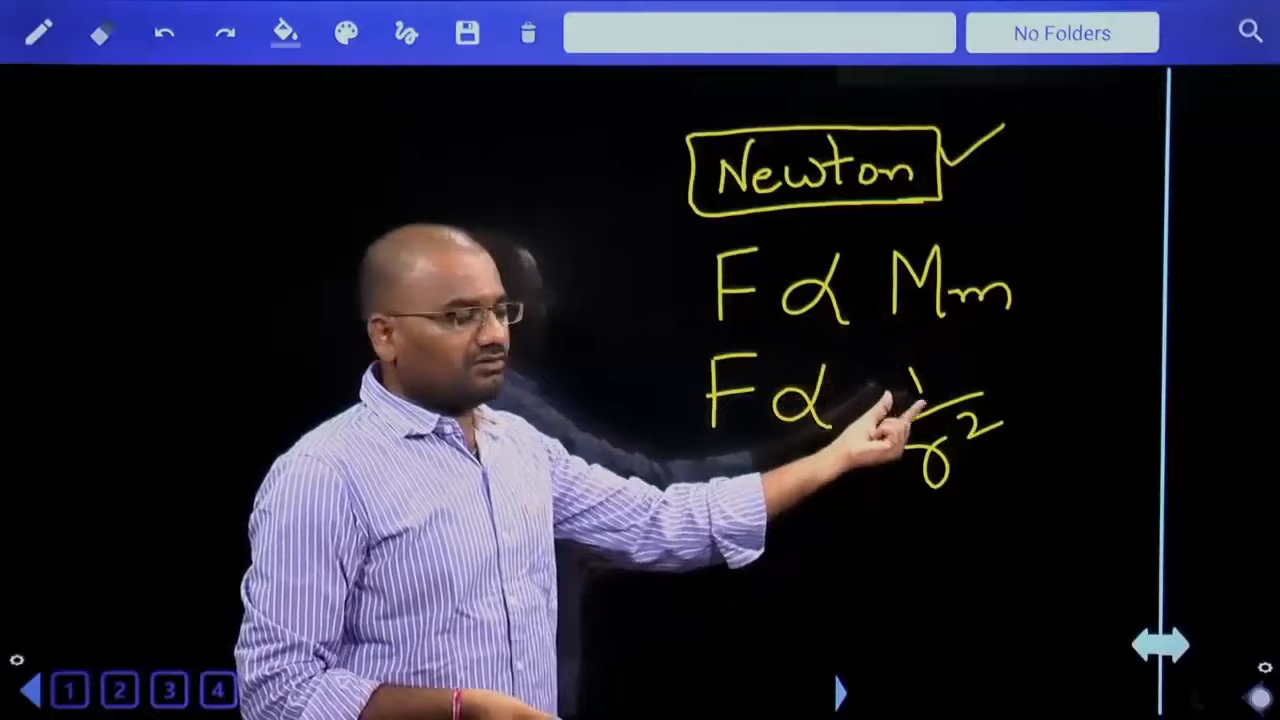 No Folders
Newton
F α Mm
F α 1/r²
1 2 3 4